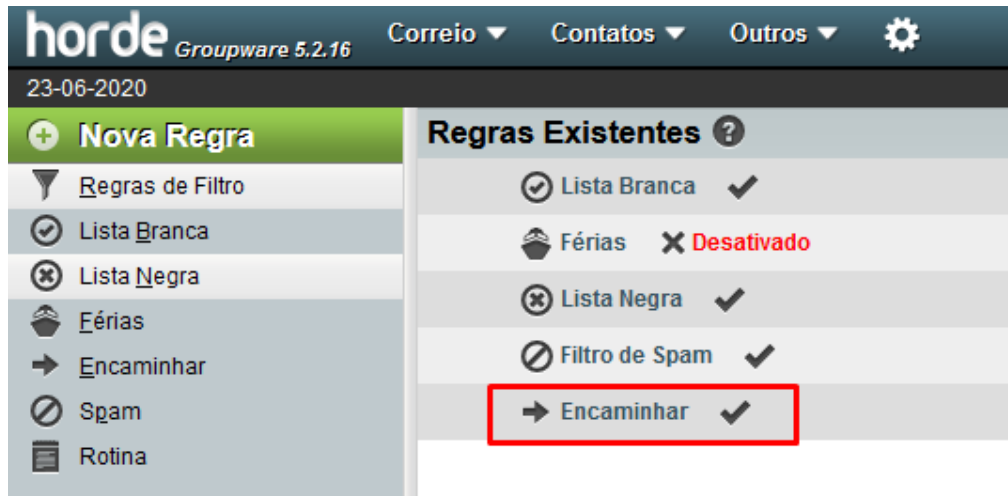 horde Groupware 5.2.16 Correio Contatos Outros
23-06-2020
Nova Regra
Regras de Filtro
Lista Branca
Lista Negra
Férias
Encaminhar
Spam
Rotina
Regras Existentes ?
Lista Branca
Férias Desativado
Lista Negra
Filtro de Spam
Encaminhar